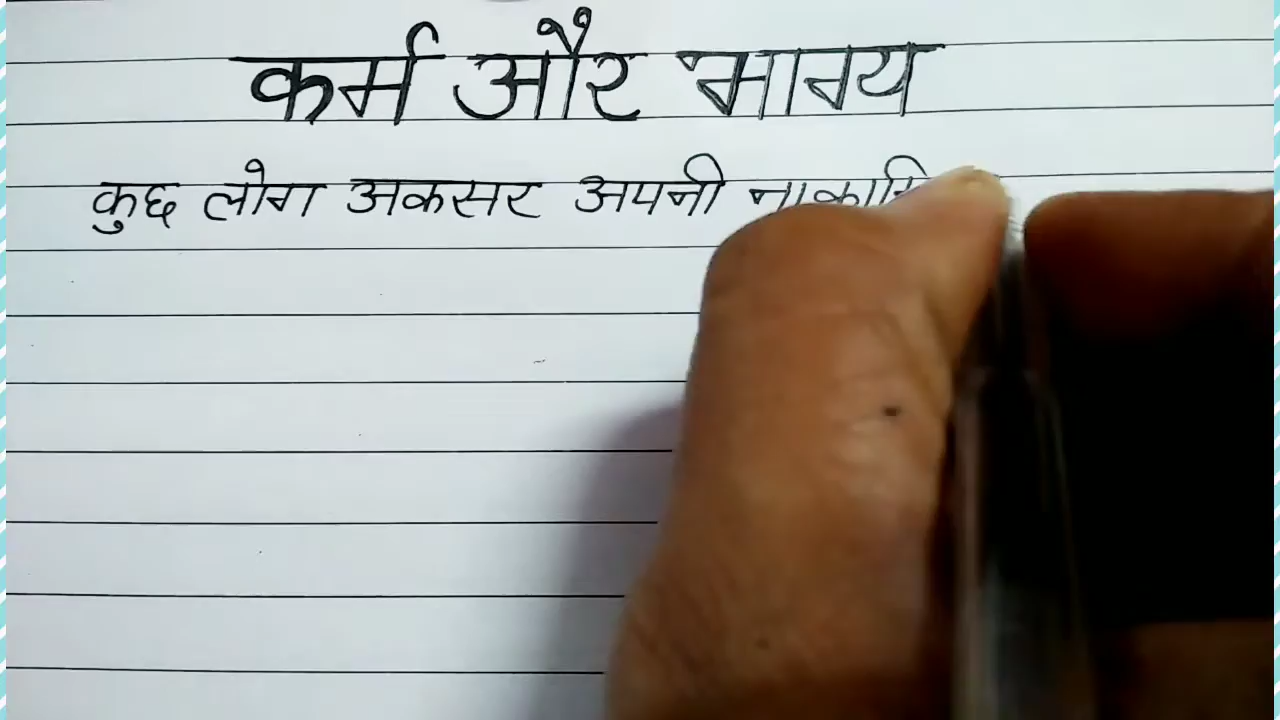 कर्म और भाग्य
कुछ लोग अकसर अपनी